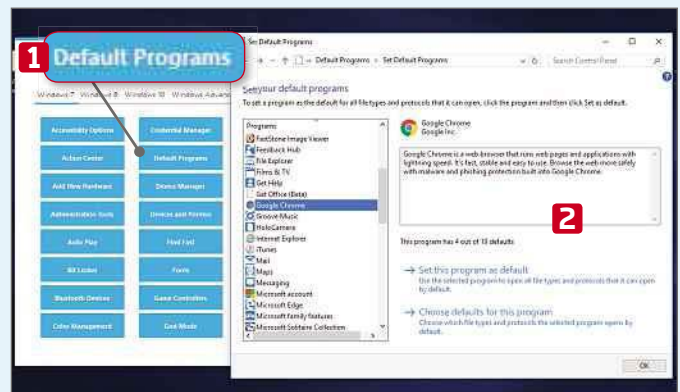 1
Default Programs
Windows 7 Windows 8 Windows 10 Windows Advanc
Accessibility Options
Credential Manager
Action Center
Default Programs
Add New Hardware
Device Manager
Administration Tools
Devices and Printers
Auto Play
Find Fast
BitLocker
Fonts
Bluetooth Devices
Game Controllers
Color Management
God Mode
Set Default Programs
Default Programs > Set Default Programs
Search Control Panel
Set your default programs
To set a program as the default for all file types and protocols that it can open, click the program and then click Set as default.
Programs
FastStone Image Viewer
Feedback Hub
File Explorer
Films & TV
Get Help
Get Office (Beta)
Google Chrome
Groove Music
HoloCamera
Internet Explorer
iTunes
Mail
Maps
Messaging
Microsoft account
Microsoft Edge
Microsoft family features
Microsoft Solitaire Collection
Google Chrome
Google Inc.
Google Chrome is a web browser that runs web pages and applications with
lightning speed. It's fast, stable and easy to use. Browse the web more safely
with malware and phishing protection built into Google Chrome.
2
This program has 4 out of 13 defaults
→ Set this program as default
Use the selected program to open all file types and protocols that it can open
by default.
→ Choose defaults for this program
Choose which file types and protocols the selected program opens by
default.
OK